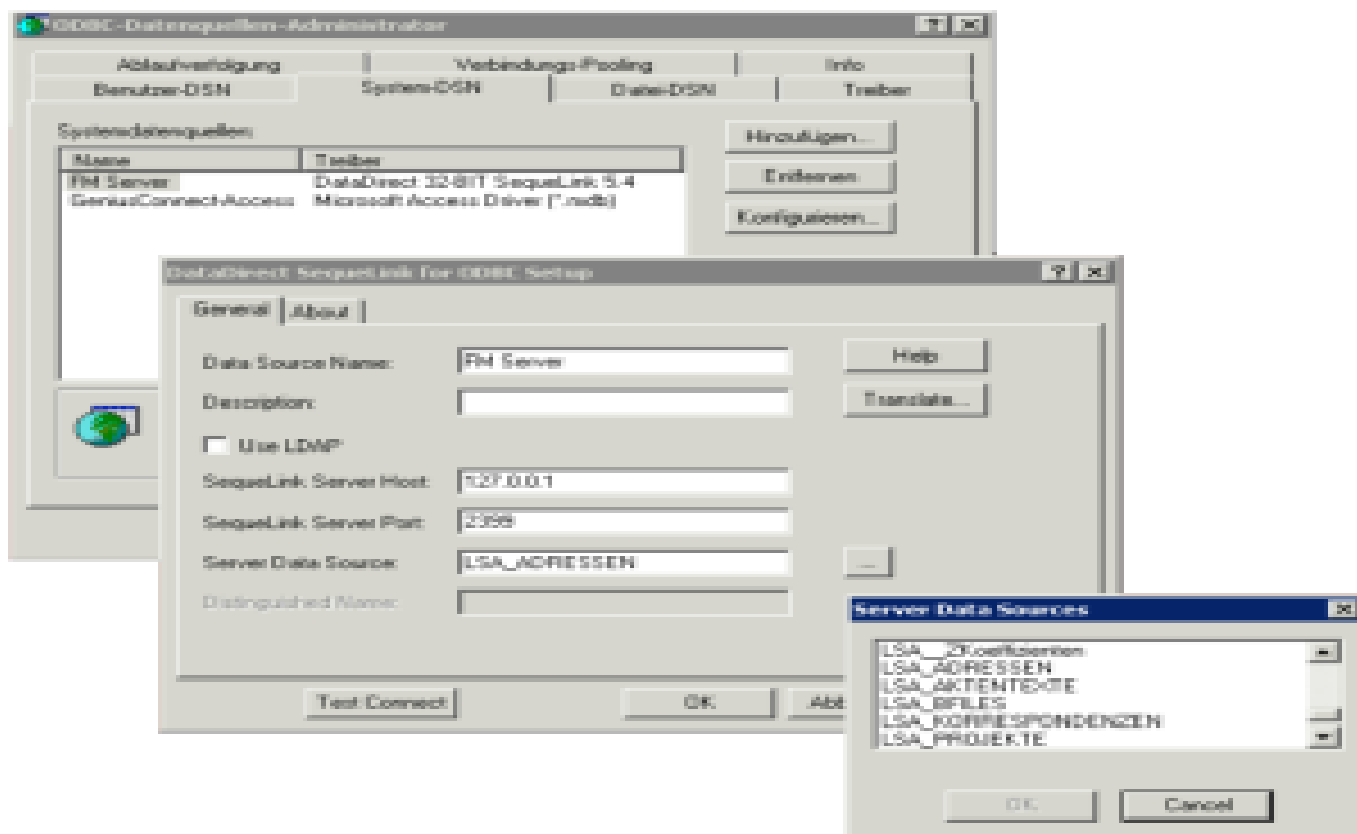 ODBC-Datenquellen-Administrator
Ablaufverfolgung Verbindungs-Pooling Info
Benutzer-DSN System-DSN Datei-DSN Treiber
Systemdatenquellen:
Name Treiber
FM Server DataDirect 32-BIT SequeLink 5.4
GeniusConnect-Access Microsoft Access Driver (*.mdb)
Hinzufügen...
Entfernen
Konfigurieren...
DataDirect SequeLink for ODBC Setup
General About
Data Source Name: FM Server
Help
Description:
Translate...
Use LDAP
SequeLink Server Host: 127.0.0.1
SequeLink Server Port: 2399
Server Data Source: LSA_ADRESSEN ...
Distinguished Name:
Test Connect OK Abb
Server Data Sources
LSA__ZKoeffizienten
LSA_ADRESSEN
LSA_AKTENTEXTE
LSA_BFILES
LSA_KORRESPONDENZEN
LSA_PROJEKTE
OK Cancel